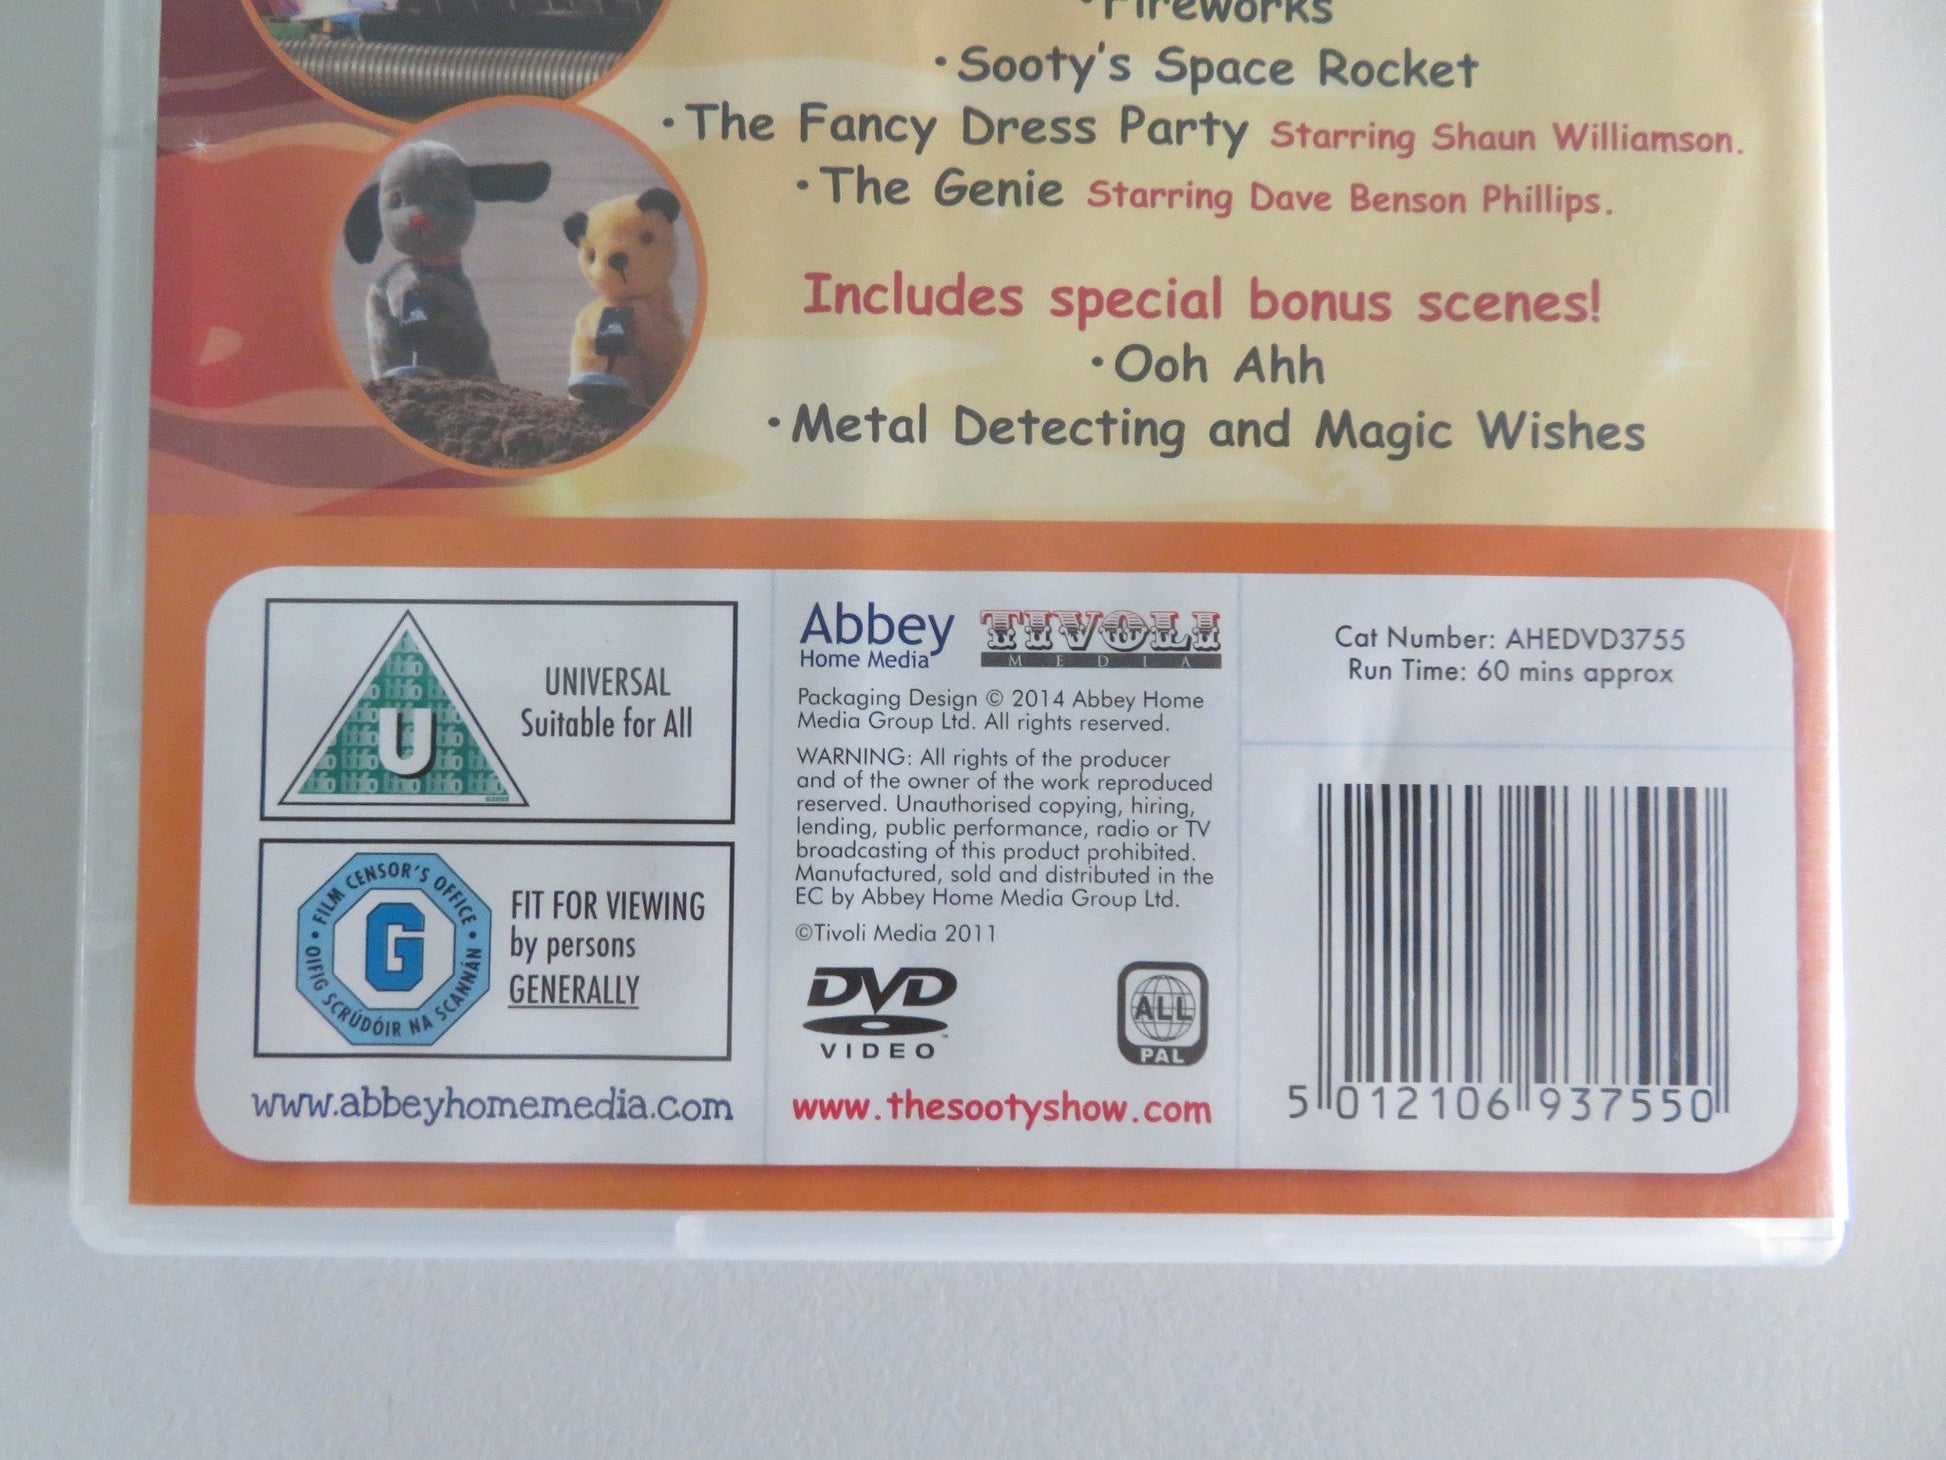 •Fireworks
•Sooty's Space Rocket
•The Fancy Dress Party Starring Shaun Williamson.
•The Genie Starring Dave Benson Phillips.
Includes special bonus scenes!
•Ooh Ahh
•Metal Detecting and Magic Wishes
U
UNIVERSAL
Suitable for All
FILM CENSOR'S OFFICE • OIFIG SCRÚDÓIR NA SCANNÁN •
G
FIT FOR VIEWING
by persons
GENERALLY
www.abbeyhomemedia.com
Abbey
Home Media
TIVOLI
MEDIA
Packaging Design © 2014 Abbey Home
Media Group Ltd. All rights reserved.
WARNING: All rights of the producer
and of the owner of the work reproduced
reserved. Unauthorised copying, hiring,
lending, public performance, radio or TV
broadcasting of this product prohibited.
Manufactured, sold and distributed in the
EC by Abbey Home Media Group Ltd.
©Tivoli Media 2011
DVD
VIDEO
ALL
PAL
www.thesootyshow.com
Cat Number: AHEDVD3755
Run Time: 60 mins approx
5 012106 937550